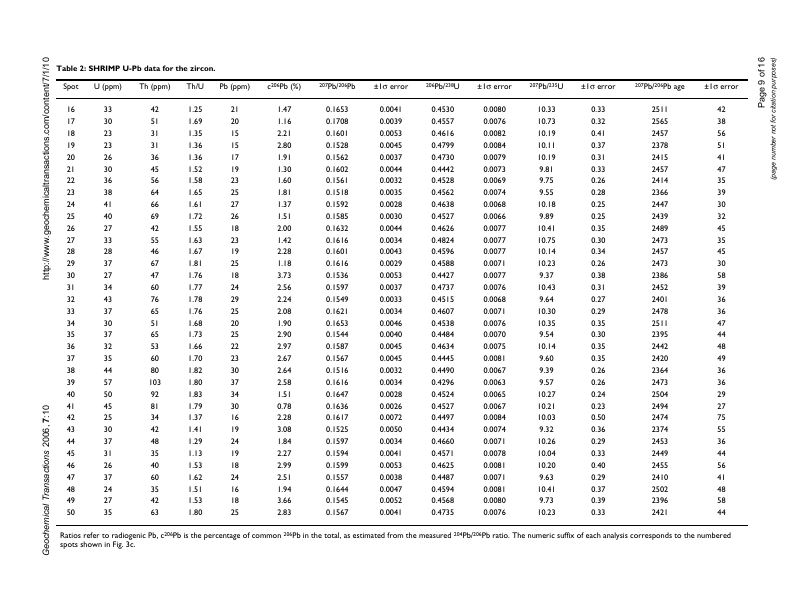 Table 2: SHRIMP U-Pb data for the zircon.
Spot U (ppm) Th (ppm) Th/U Pb (ppm) c206Pb (%) 207Pb/206Pb ±1σ error 206Pb/238U ±1σ error 207Pb/235U ±1σ error 207Pb/206Pb age ±1σ error
16 33 42 1.25 21 1.47 0.1653 0.0041 0.4530 0.0080 10.33 0.33 2511 42
17 30 51 1.69 20 1.16 0.1708 0.0039 0.4557 0.0076 10.73 0.32 2565 38
18 23 31 1.35 15 2.21 0.1601 0.0053 0.4616 0.0082 10.19 0.41 2457 56
19 23 31 1.36 15 2.80 0.1528 0.0045 0.4799 0.0084 10.11 0.37 2378 51
20 26 36 1.36 17 1.91 0.1562 0.0037 0.4730 0.0079 10.19 0.31 2415 41
21 30 45 1.52 19 1.30 0.1602 0.0044 0.4442 0.0073 9.81 0.33 2457 47
22 36 56 1.58 23 1.60 0.1561 0.0032 0.4528 0.0069 9.75 0.26 2414 35
23 38 64 1.65 25 1.81 0.1518 0.0035 0.4562 0.0074 9.55 0.28 2366 39
24 41 66 1.61 27 1.37 0.1592 0.0028 0.4638 0.0068 10.18 0.25 2447 30
25 40 69 1.72 26 1.51 0.1585 0.0030 0.4527 0.0066 9.89 0.25 2439 32
26 27 42 1.55 18 2.00 0.1632 0.0044 0.4626 0.0077 10.41 0.35 2489 45
27 33 55 1.63 23 1.42 0.1616 0.0034 0.4824 0.0077 10.75 0.30 2473 35
28 28 46 1.67 19 2.28 0.1601 0.0043 0.4596 0.0077 10.14 0.34 2457 45
29 37 67 1.81 25 1.18 0.1616 0.0029 0.4588 0.0071 10.23 0.26 2473 30
30 27 47 1.76 18 3.73 0.1536 0.0053 0.4427 0.0077 9.37 0.38 2386 58
31 34 60 1.77 24 2.56 0.1597 0.0037 0.4737 0.0076 10.43 0.31 2452 39
32 43 76 1.78 29 2.24 0.1549 0.0033 0.4515 0.0068 9.64 0.27 2401 36
33 37 65 1.76 25 2.08 0.1621 0.0034 0.4607 0.0071 10.30 0.29 2478 36
34 30 51 1.68 20 1.90 0.1653 0.0046 0.4538 0.0076 10.35 0.35 2511 47
35 37 65 1.73 25 2.90 0.1544 0.0040 0.4484 0.0070 9.54 0.30 2395 44
36 32 53 1.66 22 2.97 0.1587 0.0045 0.4634 0.0075 10.14 0.35 2442 48
37 35 60 1.70 23 2.67 0.1567 0.0045 0.4445 0.0081 9.60 0.35 2420 49
38 44 80 1.82 30 2.64 0.1516 0.0032 0.4490 0.0067 9.39 0.26 2364 36
39 57 103 1.80 37 2.58 0.1616 0.0034 0.4296 0.0063 9.57 0.26 2473 36
40 50 92 1.83 34 1.51 0.1647 0.0028 0.4524 0.0065 10.27 0.24 2504 29
41 45 81 1.79 30 0.78 0.1636 0.0026 0.4527 0.0067 10.21 0.23 2494 27
42 25 34 1.37 16 2.28 0.1617 0.0072 0.4497 0.0084 10.03 0.50 2474 75
43 30 42 1.41 19 3.08 0.1525 0.0050 0.4434 0.0074 9.32 0.36 2374 55
44 37 48 1.29 24 1.84 0.1597 0.0034 0.4660 0.0071 10.26 0.29 2453 36
45 31 35 1.13 19 2.27 0.1594 0.0041 0.4571 0.0078 10.04 0.33 2449 44
46 26 40 1.53 18 2.99 0.1599 0.0053 0.4625 0.0081 10.20 0.40 2455 56
47 37 60 1.62 24 2.51 0.1557 0.0038 0.4487 0.0071 9.63 0.29 2410 41
48 24 35 1.51 16 1.94 0.1644 0.0047 0.4594 0.0081 10.41 0.37 2502 48
49 27 42 1.53 18 3.66 0.1545 0.0052 0.4568 0.0080 9.73 0.39 2396 58
50 35 63 1.80 25 2.83 0.1567 0.0041 0.4735 0.0076 10.23 0.33 2421 44
Ratios refer to radiogenic Pb, c206Pb is the percentage of common 206Pb in the total, as estimated from the measured 204Pb/206Pb ratio. The numeric suffix of each analysis corresponds to the numbered
spots shown in Fig. 3c.
Geochemical Transactions 2006, 7:10
http://www.geochemicaltransactions.com/content/7/1/10
Page 9 of 16
(page number not for citation purposes)